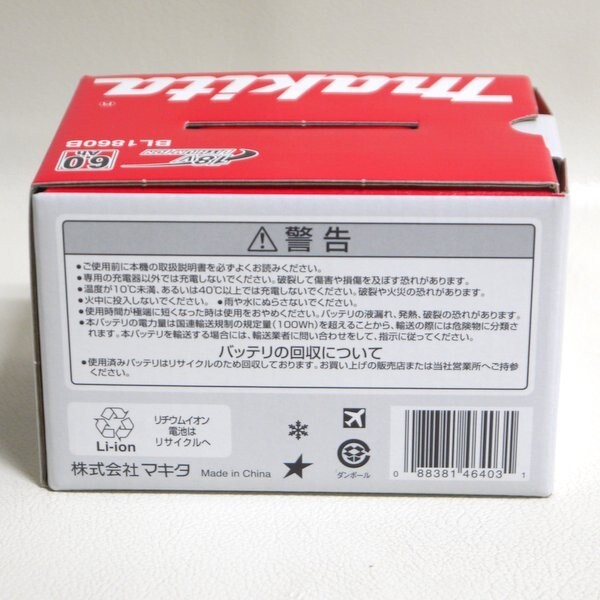 makita
®
BL1860B
18V
LITHIUM-ION
6.0
Ah
警告
●ご使用前に本機の取扱説明書を必ずよくお読みください。
●専用の充電器以外では充電しないでください。破裂して傷害や損傷を及ぼす恐れがあります。
●温度が10℃未満、あるいは40℃以上では充電しないでください。破裂や火災の恐れがあります。
●火中に投入しないでください。 ●雨や水にぬらさないでください。
●使用時間が極端に短くなった時は使用をおやめください。バッテリの液漏れ、発熱、破裂の恐れがあります。
●本バッテリの電力量は国連輸送規制の規定量(100Wh)を超えることから、輸送の際には危険物に分類され
ます。本バッテリを輸送する場合には、輸送業者に問い合わせをして、指示に従ってください。
バッテリの回収について
●使用済みバッテリはリサイクルのため回収しております。お買い上げの販売店または当社営業所へご持参
ください。
Li-ion
リチウムイオン
電池は
リサイクルへ
株式会社マキタ
Made in China
ダンボール
0 88381 46403 1